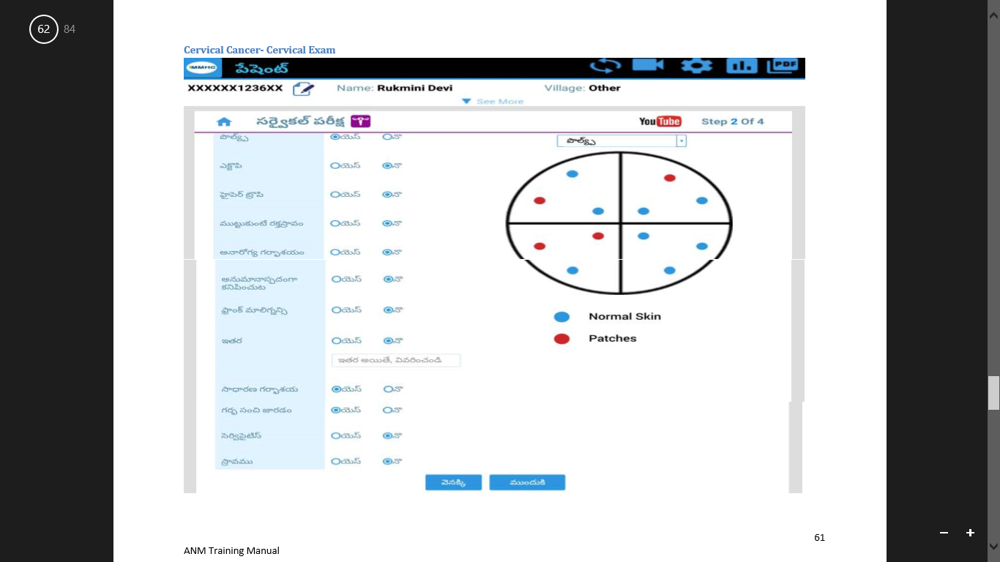 62 84
Cervical Cancer- Cervical Exam
MMHC పేషెంట్ PDF
XXXXXX1236XX Name: Rukmini Devi Village: Other
See More
సర్వైకల్ పరీక్ష YouTube Step 2 Of 4
పొల్య్ప్ యెస్ నొ పొల్య్ప్
ఎక్టొపి యెస్ నొ
హైపెర్ ట్రొపి యెస్ నొ
ముట్టుకుంటే రక్తస్రావం యెస్ నొ
అనారోగ్య గర్భాశయం యెస్ నొ
అనుమానాస్పదంగా యెస్ నొ
కనిపించుట
ఫ్రాంక్ మాలిగ్నన్సి యెస్ నొ
Normal Skin
Patches
ఇతర యెస్ నొ
ఇతర అయితే, వివరించండి
సాధారణ గర్భాశయ యెస్ నొ
గర్భ సంచి జారడం యెస్ నొ
సెర్విసైటిస్ యెస్ నొ
స్రావము యెస్ నొ
వెనక్కి ముందుకి
61
ANM Training Manual